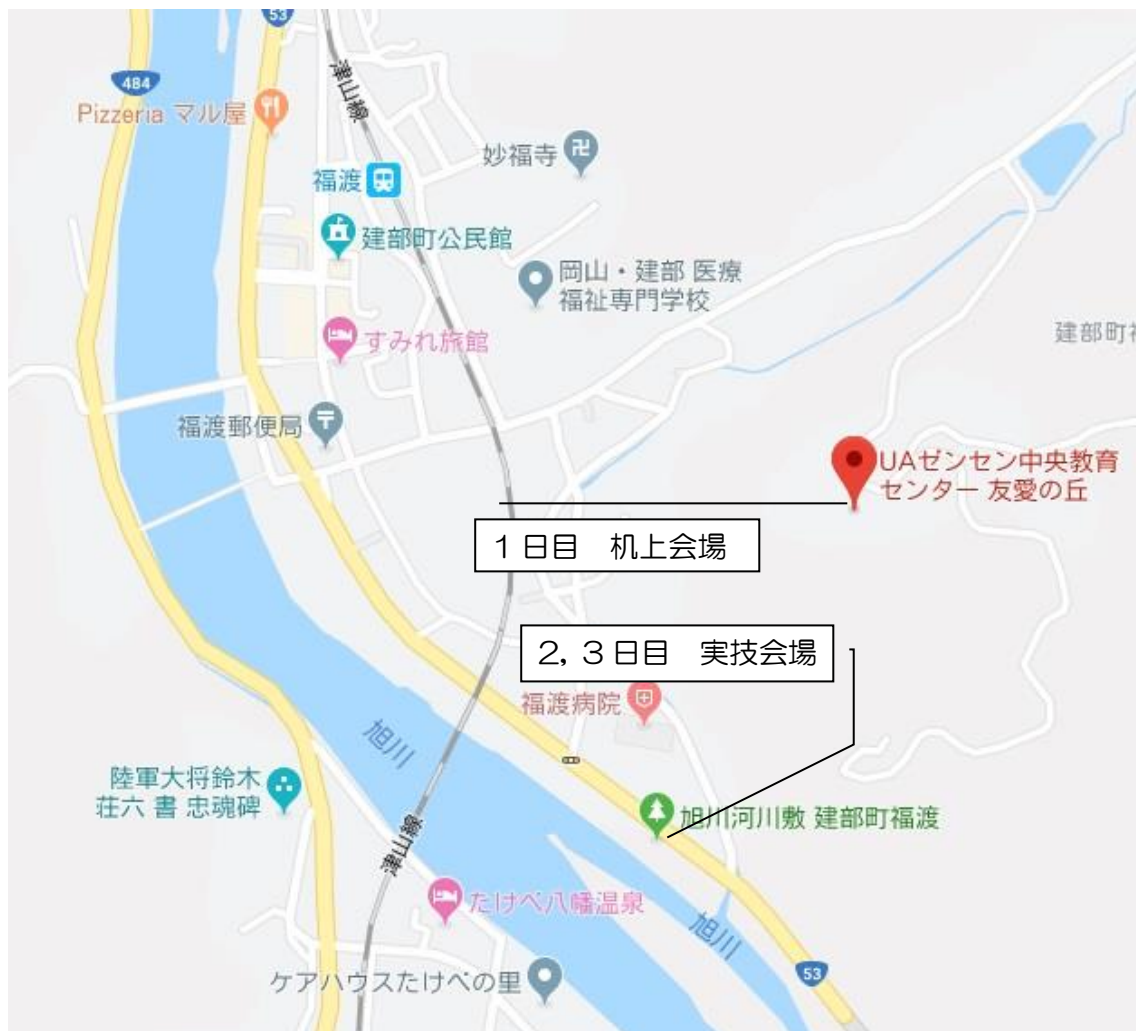 53
484
Pizzeria マル屋
津山線
妙福寺
福渡
建部町公民館
岡山・建部 医療
福祉専門学校
すみれ旅館
建部町福
福渡郵便局
UAゼンセン中央教育
センター 友愛の丘
1日目　机上会場
2,3日目　実技会場
福渡病院
旭川
陸軍大将鈴木
荘六 書 忠魂碑
旭川河川敷 建部町福渡
津山線
たけべ八幡温泉
旭川
53
ケアハウスたけべの里